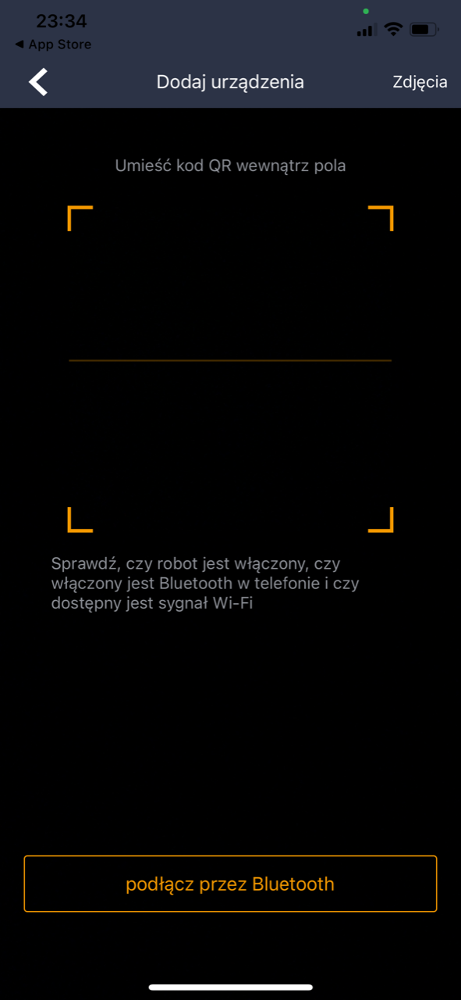 23:34
◀ App Store
Dodaj urządzenia
Zdjęcia
Umieść kod QR wewnątrz pola
Sprawdź, czy robot jest włączony, czy
włączony jest Bluetooth w telefonie i czy
dostępny jest sygnał Wi-Fi
podłącz przez Bluetooth